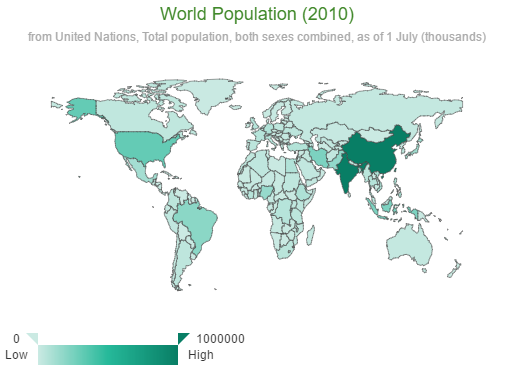 World Population (2010)
from United Nations, Total population, both sexes combined, as of 1 July (thousands)
0 1000000
Low High